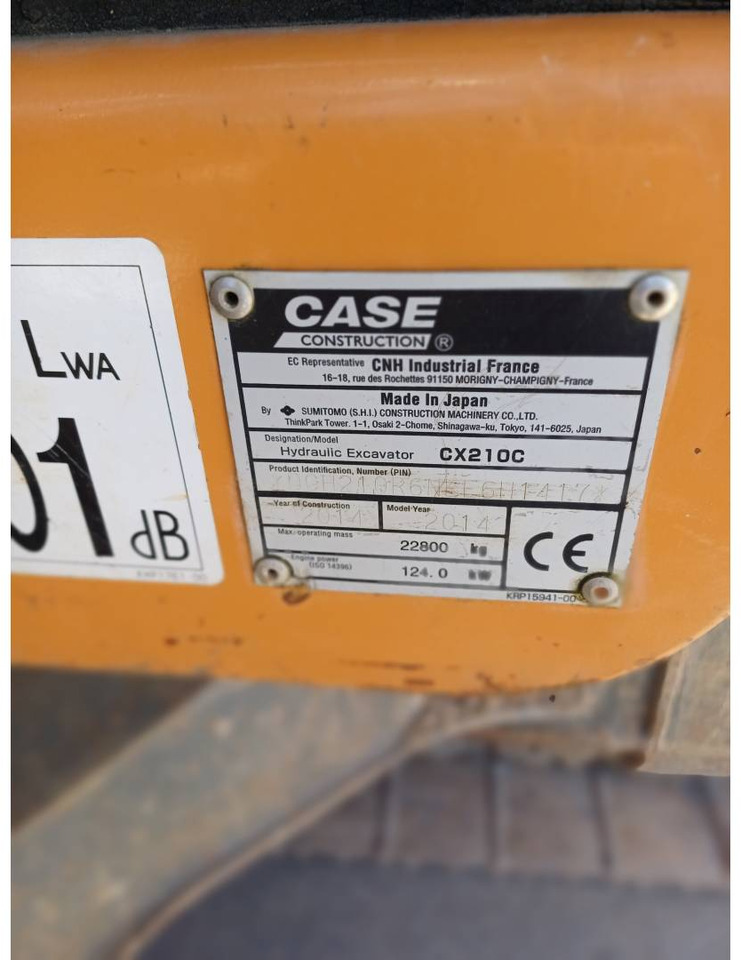 LWA
01
dB
CASE
CONSTRUCTION ®
EC Representative CNH Industrial France
16-18, rue des Rochettes 91150 MORIGNY-CHAMPIGNY-France
Made In Japan
By SUMITOMO (S.H.I.) CONSTRUCTION MACHINERY CO.,LTD.
ThinkPark Tower. 1-1, Osaki 2-Chome, Shinagawa-ku, Tokyo, 141-6025, Japan
Designation/Model
Hydraulic Excavator CX210C
Product Identification, Number (PIN)
Year of Construction 2014 Model Year 2014
Max. operating mass 22800 kg
Engine power (ISO 14396) 124.0 kW
CE
KRP15941-00